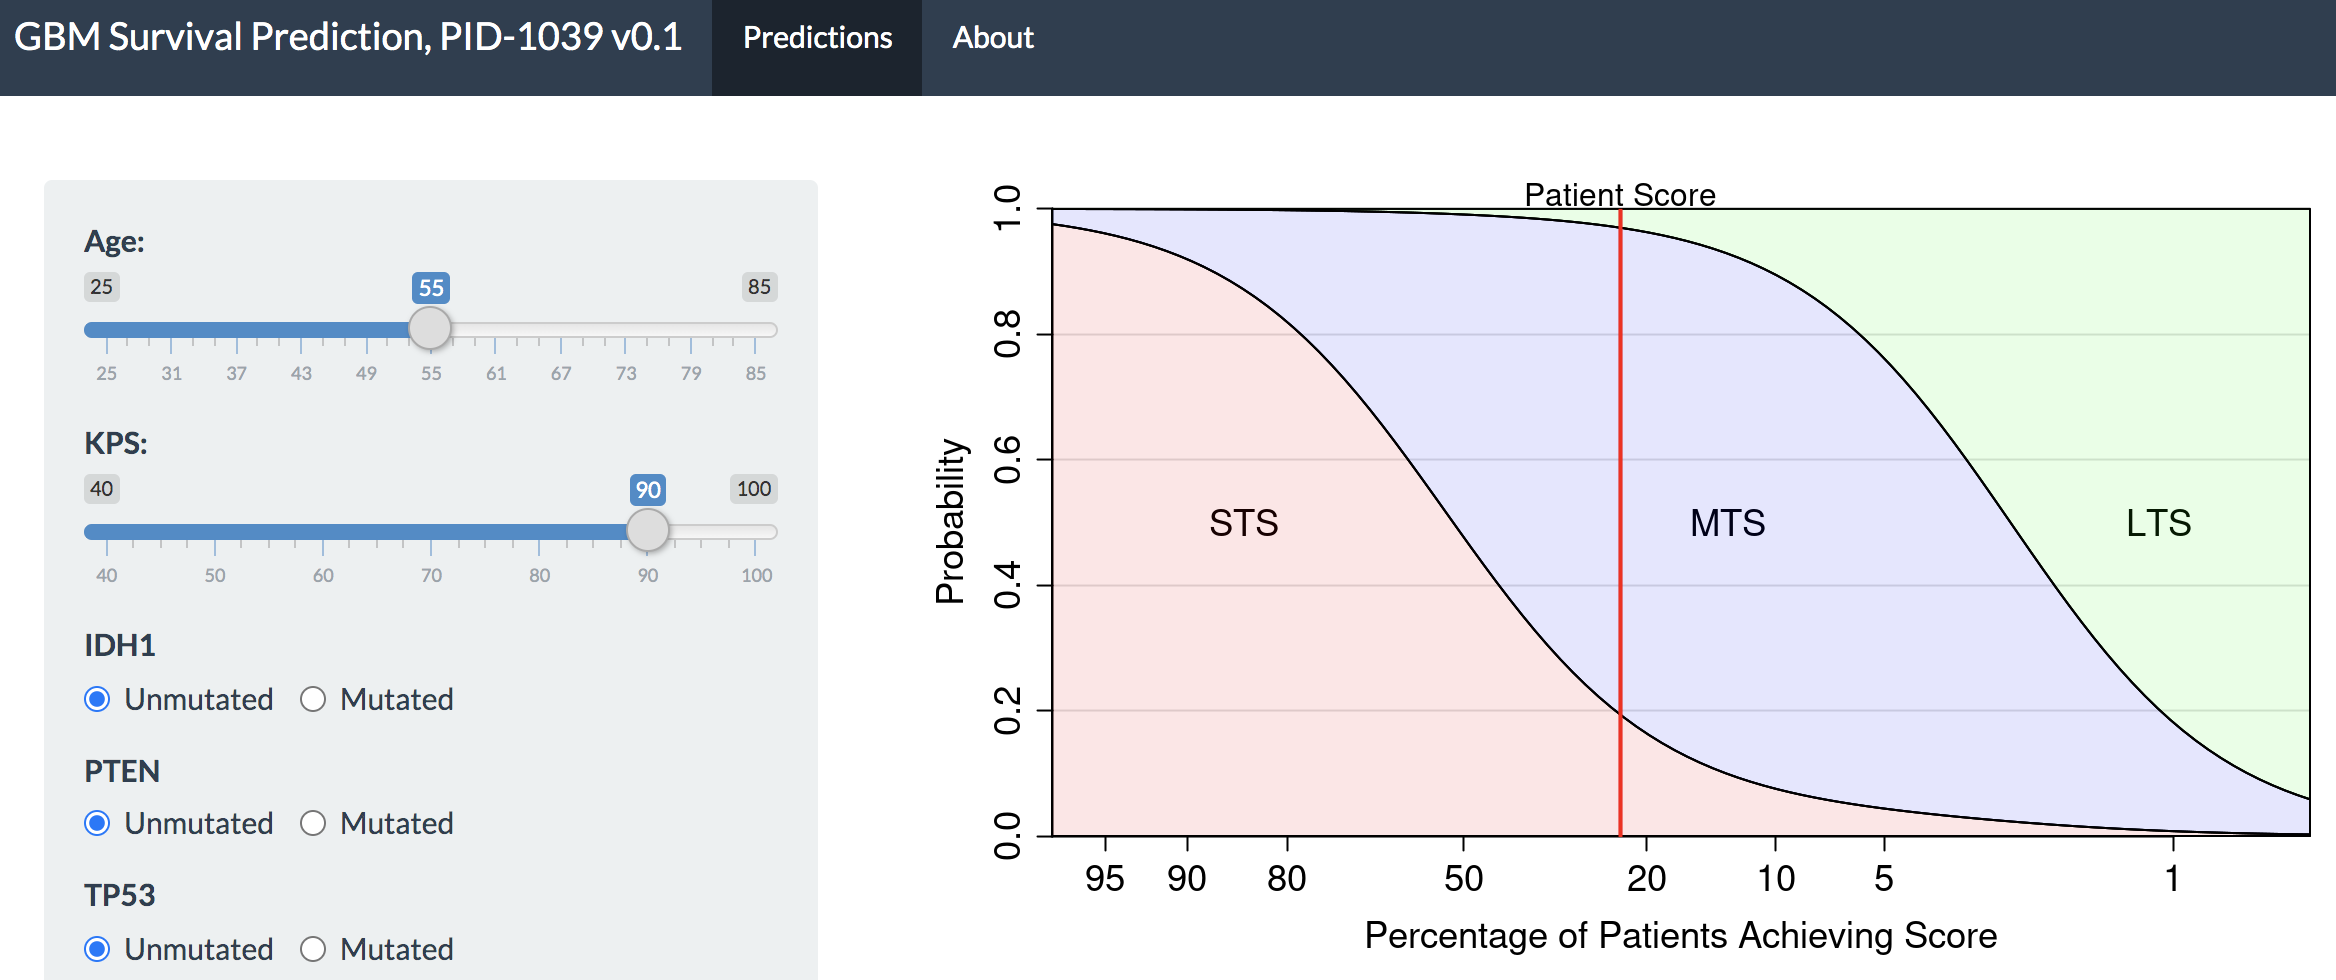 GBM Survival Prediction, PID-1039 v0.1
Predictions
About
Age:
25
55
85
25 31 37 43 49 55 61 67 73 79 85
KPS:
40
90
100
40 50 60 70 80 90 100
IDH1
Unmutated Mutated
PTEN
Unmutated Mutated
TP53
Unmutated Mutated
Patient Score
Probability
1.0
0.8
0.6
0.4
0.2
0.0
STS
MTS
LTS
95 90 80 50 20 10 5 1
Percentage of Patients Achieving Score